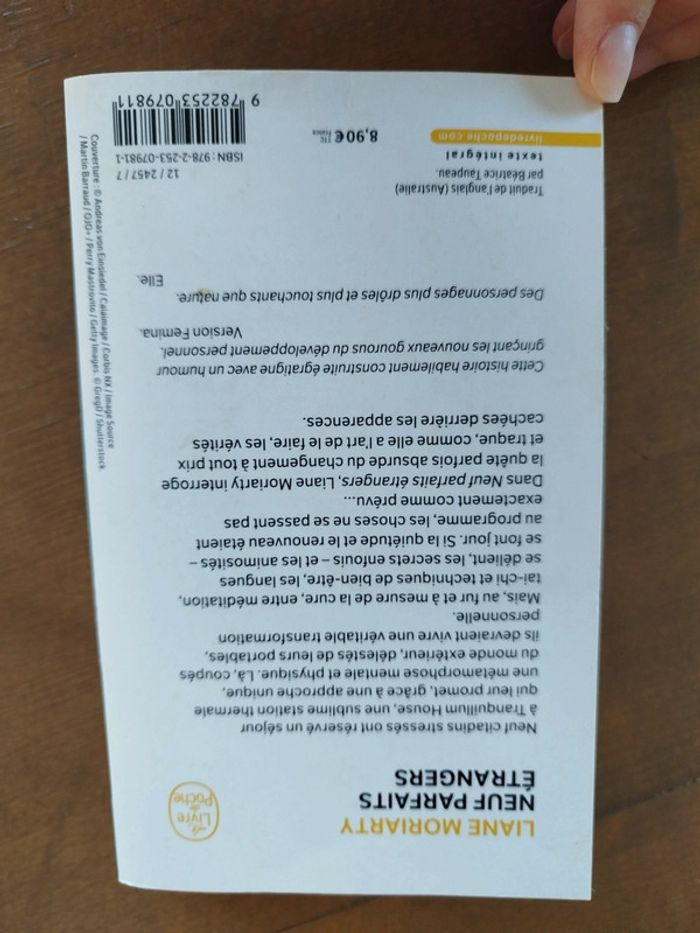 LIANE MORIARTY
NEUF PARFAITS
ÉTRANGERS
le
Livre
de
Poche
Neuf citadins stressés ont réservé un séjour
à Tranquillum House, une sublime station thermale
qui leur promet, grâce à une approche unique,
une métamorphose mentale et physique. Là, coupés
du monde extérieur, délestés de leurs portables,
ils devraient vivre une véritable transformation
personnelle.
Mais, au fur et à mesure de la cure, entre méditation,
tai-chi et techniques de bien-être, les langues
se délient, les secrets enfouis – et les animosités –
se font jour. Si la quiétude et le renouveau étaient
au programme, les choses ne se passent pas
exactement comme prévu...
Dans Neuf parfaits étrangers, Liane Moriarty interroge
la quête parfois absurde du changement à tout prix
et traque, comme elle a l'art de le faire, les vérités
cachées derrière les apparences.
Cette histoire habilement construite égratigne avec un humour
grinçant les nouveaux gourous du développement personnel.
Version Femina.
Des personnages plus drôles et plus touchants que nature.
Elle.
Traduit de l'anglais (Australie)
par Béatrice Taupeau.
texte intégral
livredepoche.com
8,90 € TTC
France
12 / 2457 / 7
ISBN : 978-2-253-07981-1
9 782253 079811
Couverture : © Andreas von Einsiedel / Calaimage / Corbis NX / Image Source
/ Martin Barraud / OJO+ / Perry Mastrovito / Getty Images. © GregD / Shutterstock.